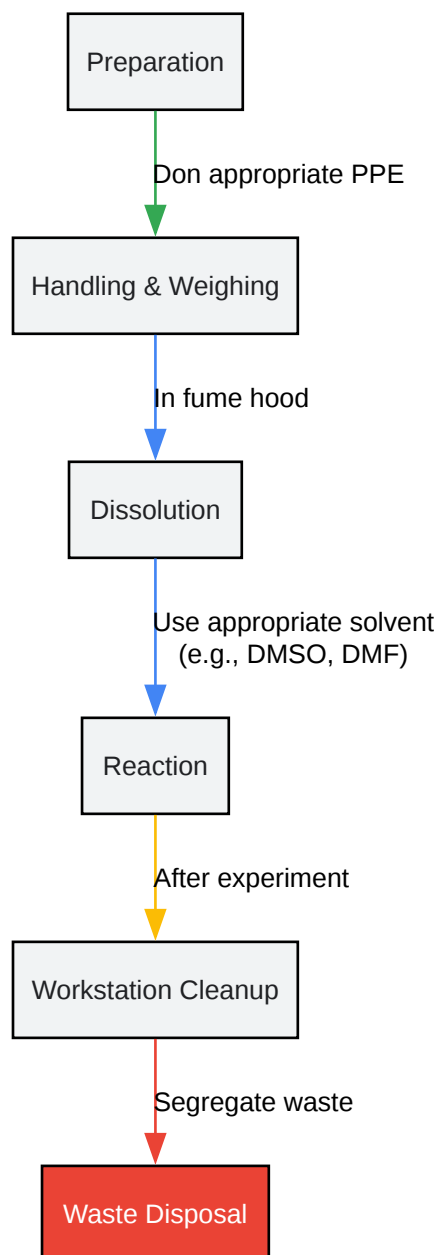 Preparation
Don appropriate PPE
Handling & Weighing
In fume hood
Dissolution
Use appropriate solvent
(e.g., DMSO, DMF)
Reaction
After experiment
Workstation Cleanup
Segregate waste
Waste Disposal